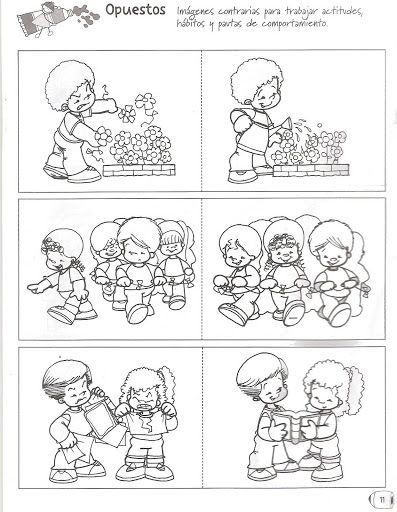 Opuestos
Imágenes contrarias para trabajar actitudes,
hábitos y pautas de comportamiento.
11